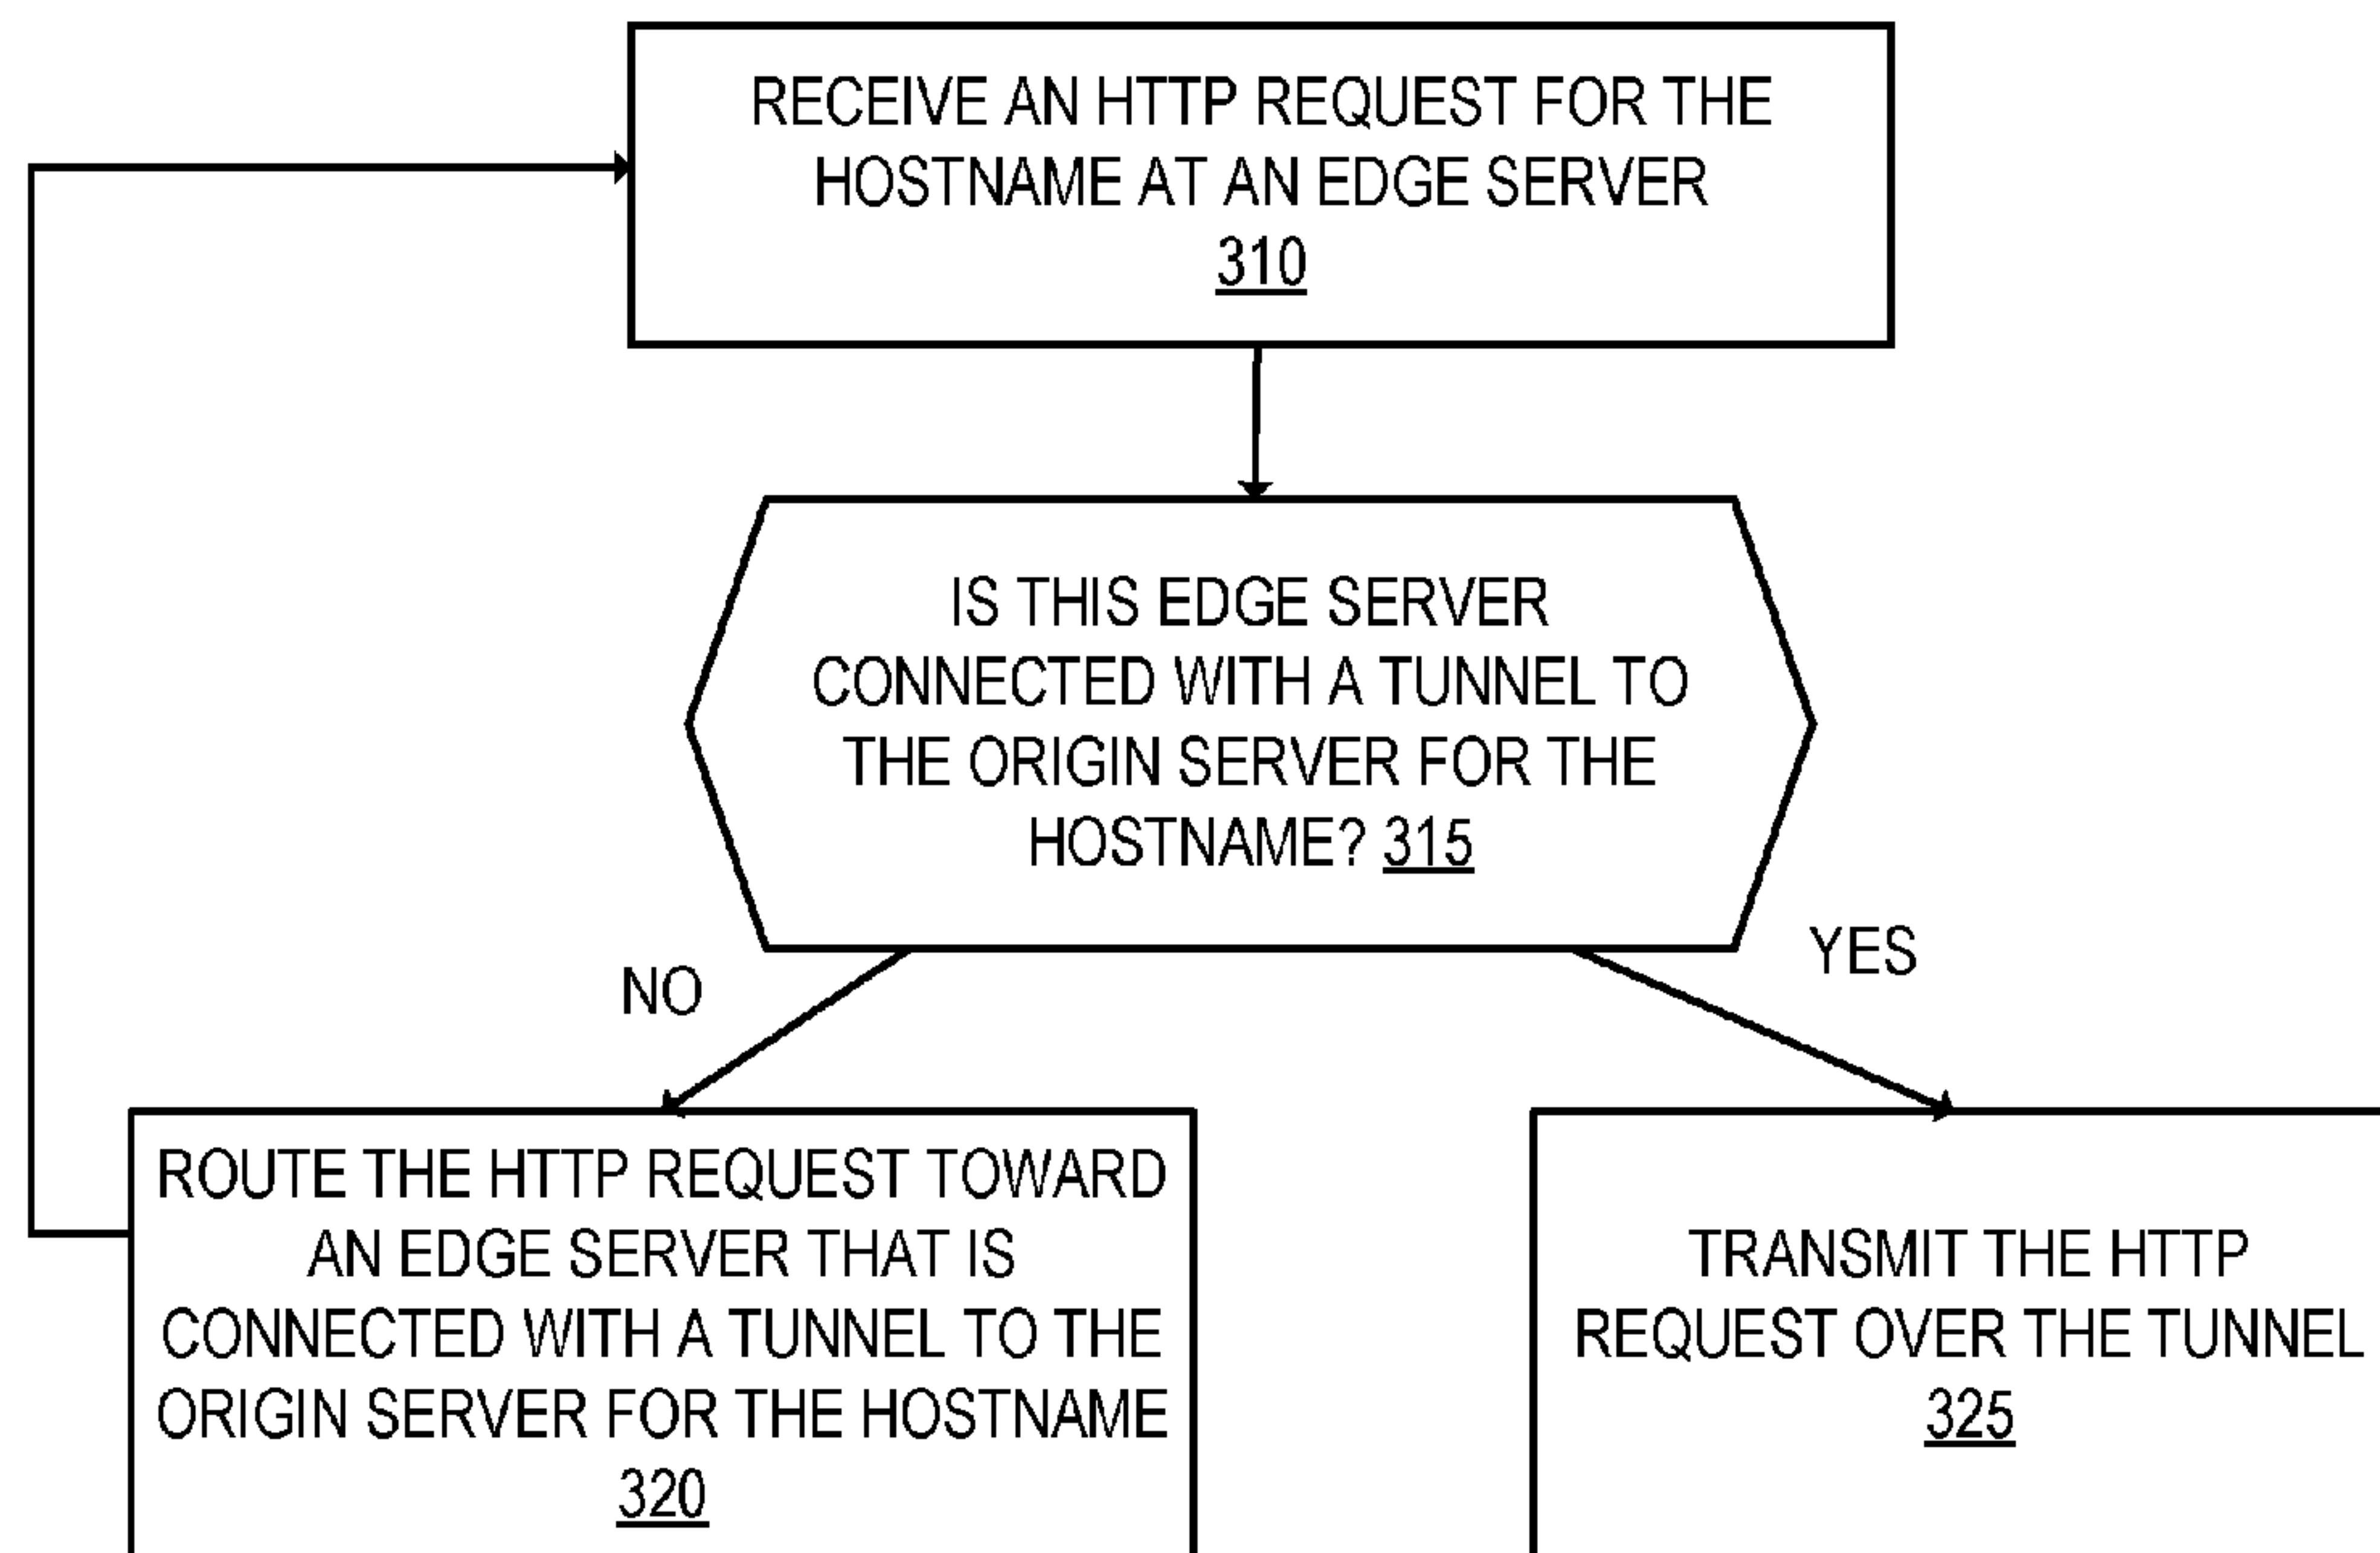 RECEIVE AN HTTP REQUEST FOR THE
HOSTNAME AT AN EDGE SERVER
310
IS THIS EDGE SERVER
CONNECTED WITH A TUNNEL TO
THE ORIGIN SERVER FOR THE
HOSTNAME? 315
NO
YES
ROUTE THE HTTP REQUEST TOWARD
AN EDGE SERVER THAT IS
CONNECTED WITH A TUNNEL TO THE
ORIGIN SERVER FOR THE HOSTNAME
320
TRANSMIT THE HTTP
REQUEST OVER THE TUNNEL
325